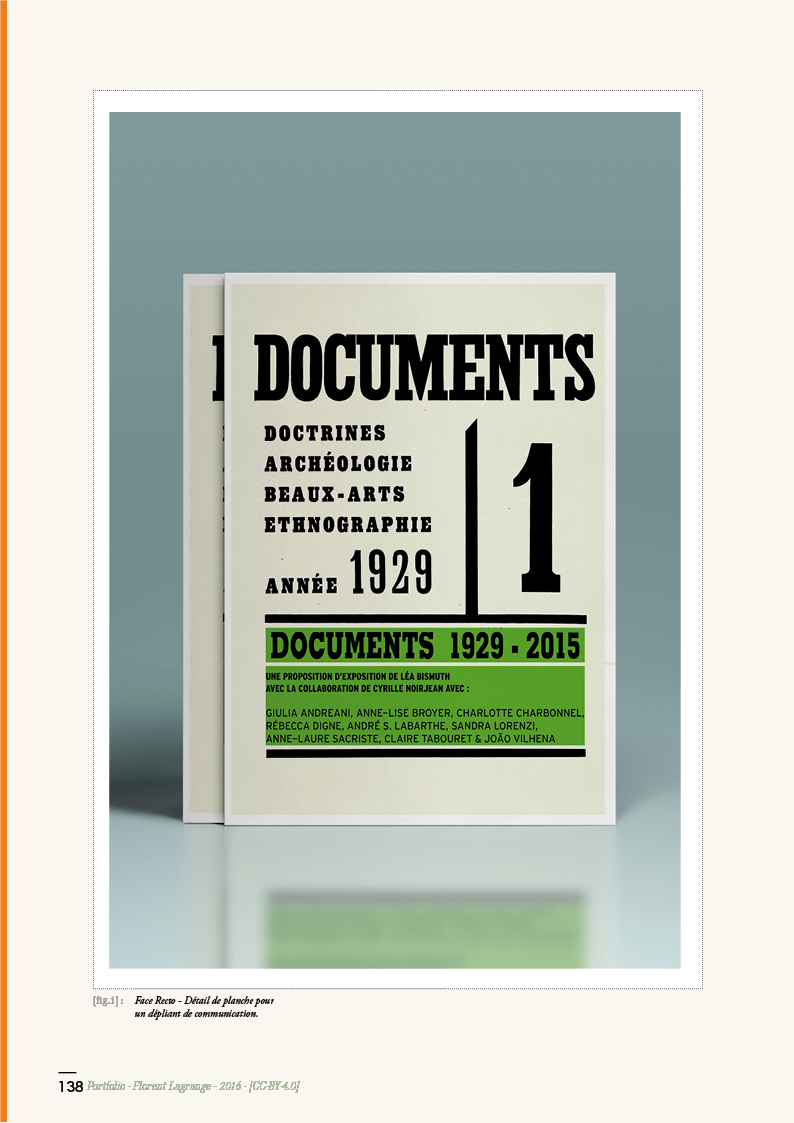 DOCUMENTS
DOCTRINES
ARCHÉOLOGIE
BEAUX-ARTS
ETHNOGRAPHIE
ANNÉE 1929
1
DOCUMENTS 1929 - 2015
UNE PROPOSITION D'EXPOSITION DE LÉA BISMUTH
AVEC LA COLLABORATION DE CYRILLE NOIRJEAN AVEC :
GIULIA ANDREANI, ANNE-LISE BROYER, CHARLOTTE CHARBONNEL,
RÉBECCA DIGNE, ANDRÉ S. LABARTHE, SANDRA LORENZI,
ANNE-LAURE SACRISTE, CLAIRE TABOURET & JOÃO VILHENA
[fig.1] : Face Recto - Détail de planche pour
un dépliant de communication.
138 Portfolio - Florent Lagrange - 2016 - [CC-BY-4.0]